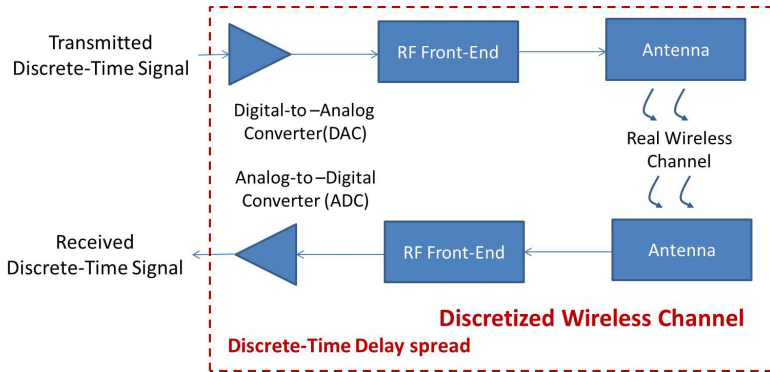 Transmitted
Discrete-Time Signal
RF Front-End
Antenna
Digital-to –Analog
Converter(DAC)
Real Wireless
Channel
Analog-to –Digital
Converter (ADC)
Received
Discrete-Time Signal
RF Front-End
Antenna
Discretized Wireless Channel
Discrete-Time Delay spread